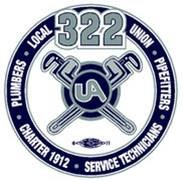 322
PLUMBERS · LOCAL UNION · PIPEFITTERS
UA
CHARTER 1912 · SERVICE TECHNICIANS